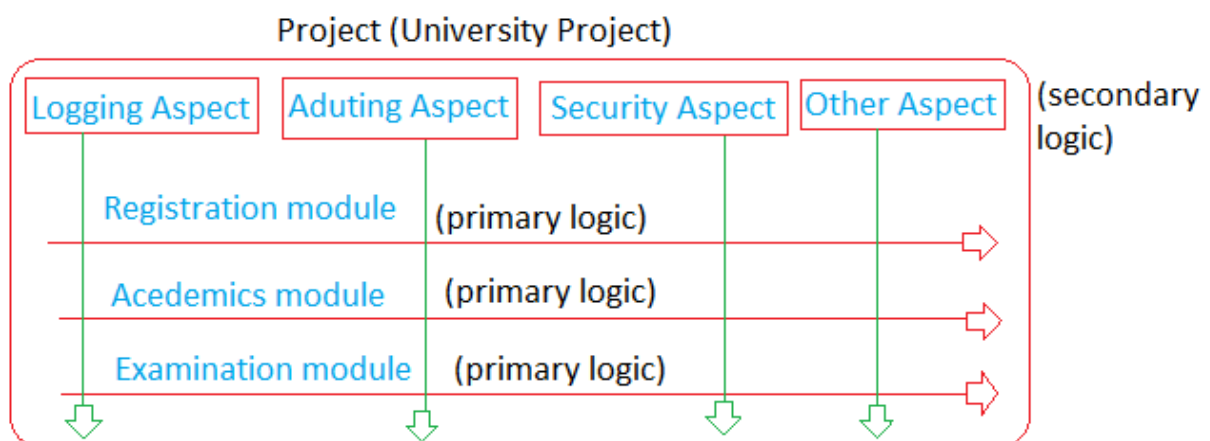 Project (University Project)
Logging Aspect
Aduting Aspect
Security Aspect
Other Aspect
(secondary
logic)
Registration module
(primary logic)
Acedemics module
(primary logic)
Examination module
(primary logic)